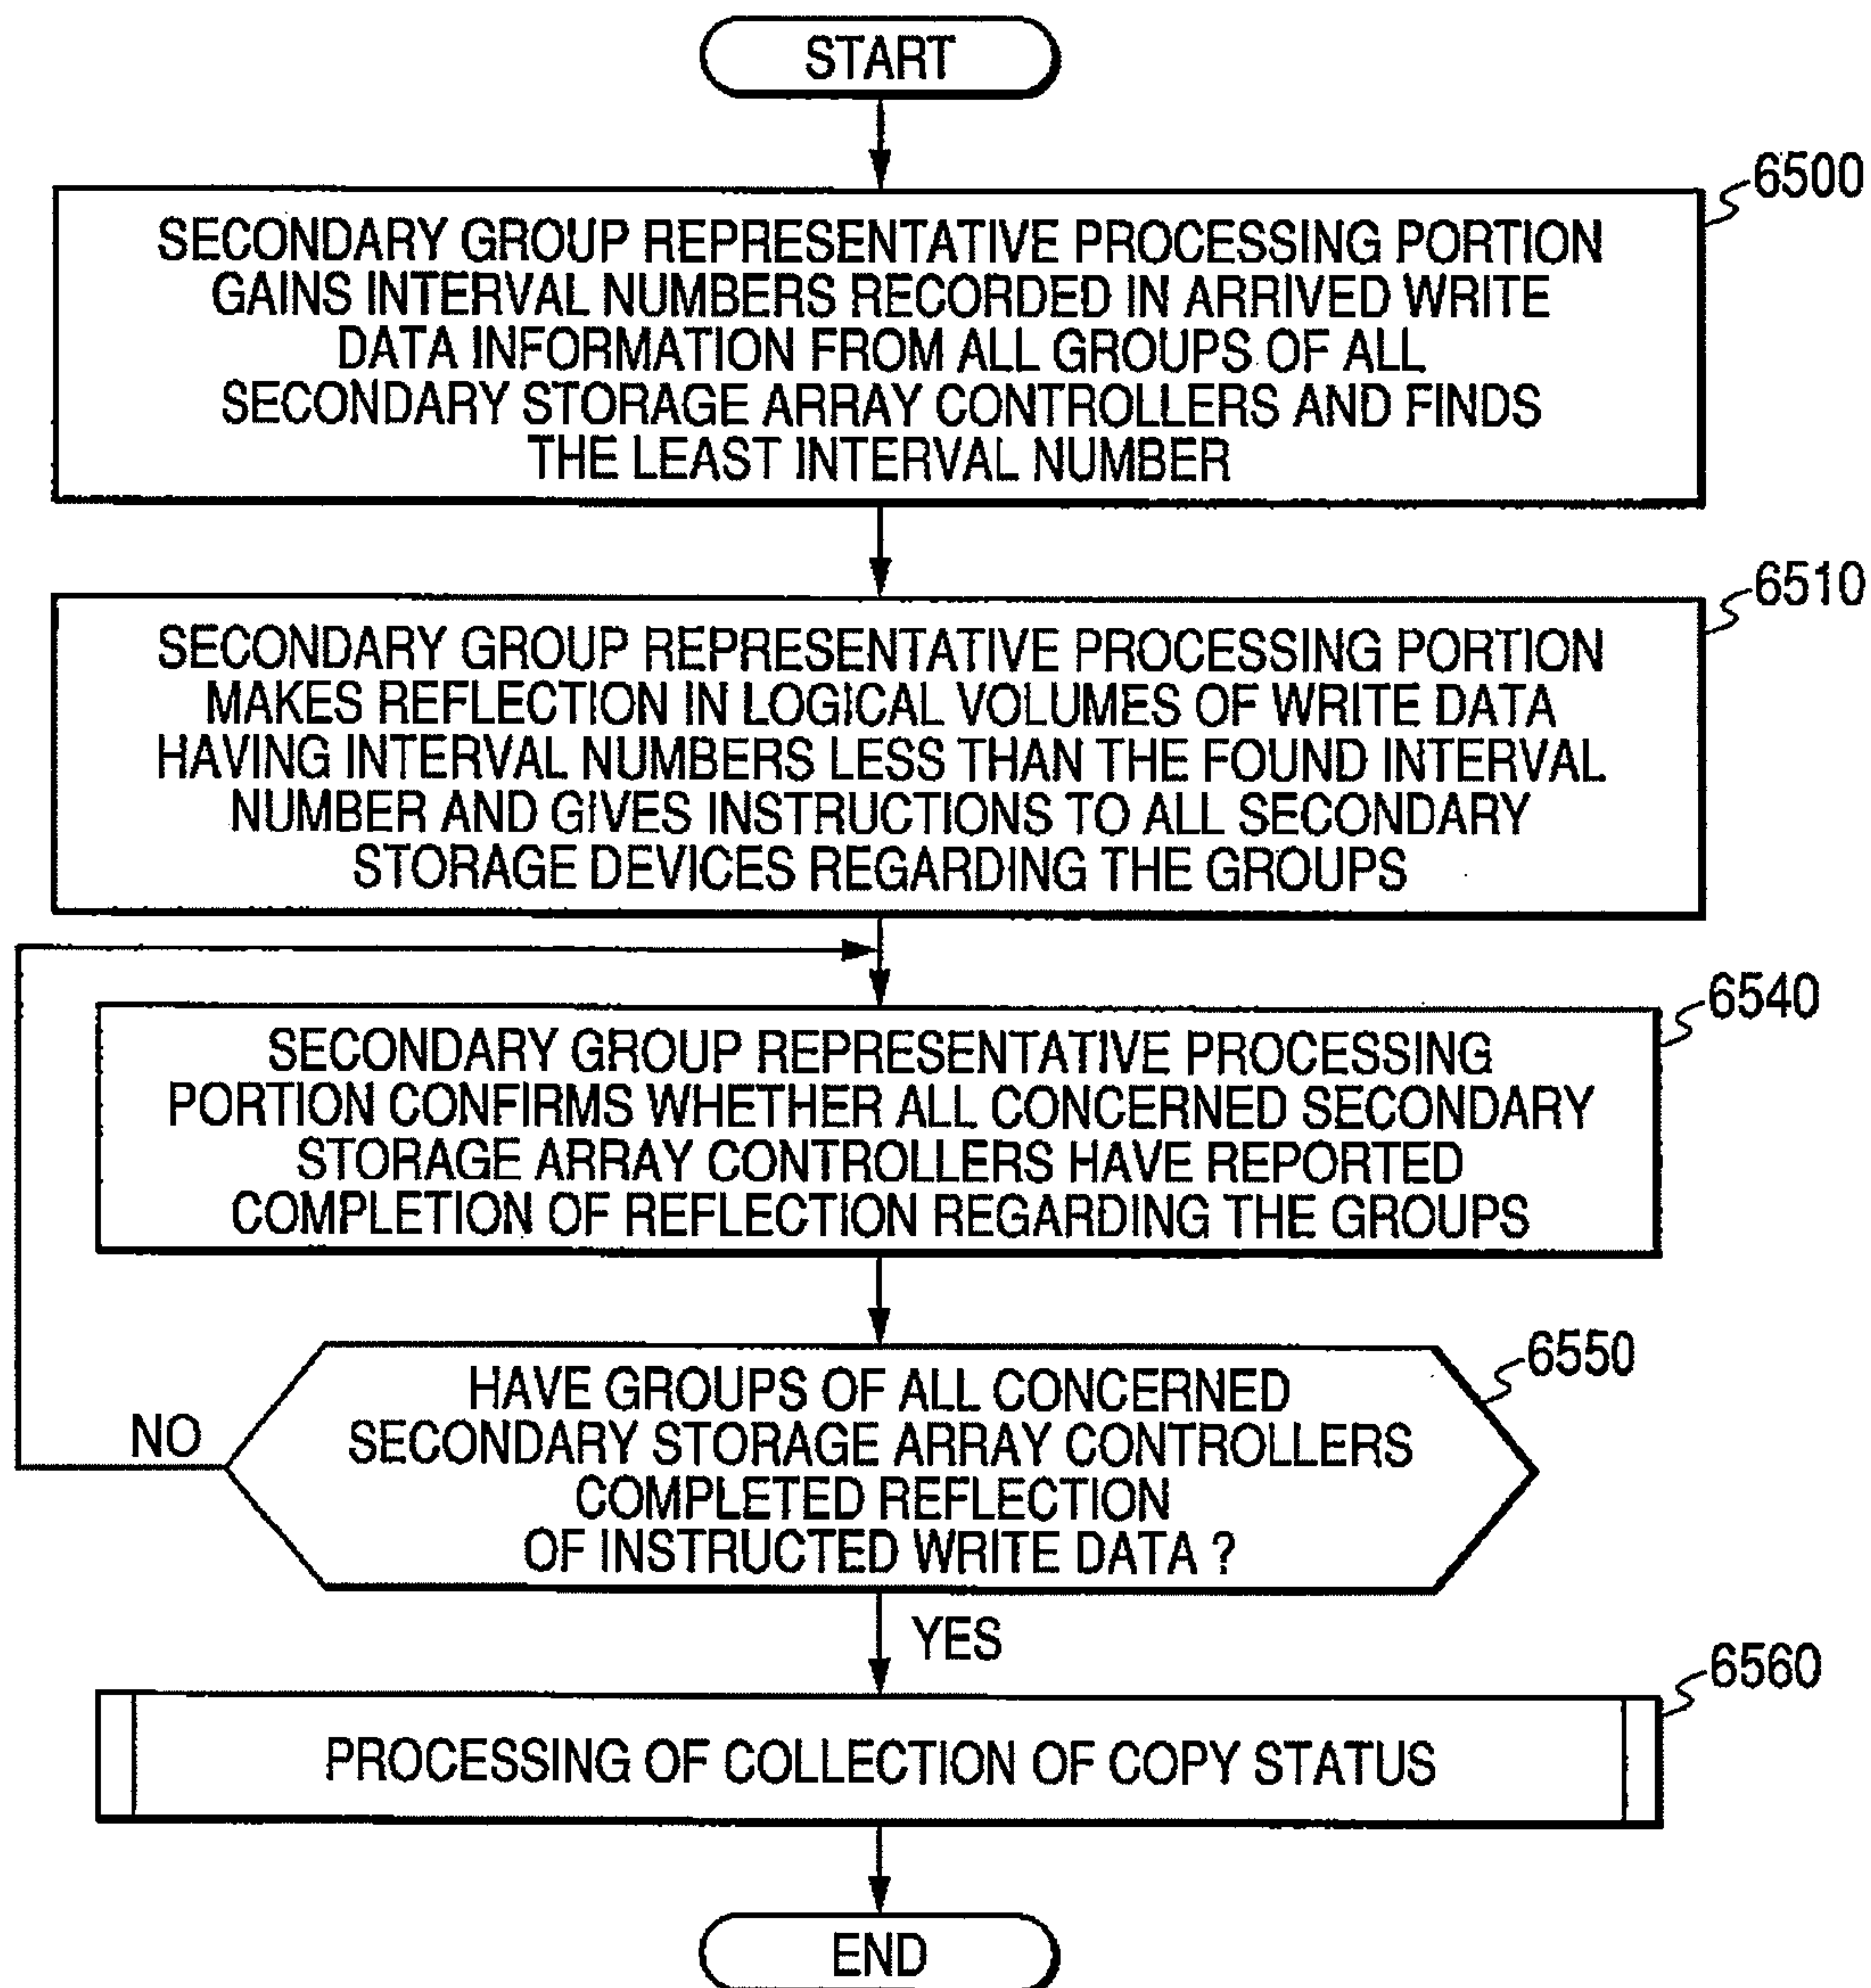 START
6500
SECONDARY GROUP REPRESENTATIVE PROCESSING PORTION
GAINS INTERVAL NUMBERS RECORDED IN ARRIVED WRITE
DATA INFORMATION FROM ALL GROUPS OF ALL
SECONDARY STORAGE ARRAY CONTROLLERS AND FINDS
THE LEAST INTERVAL NUMBER
6510
SECONDARY GROUP REPRESENTATIVE PROCESSING PORTION
MAKES REFLECTION IN LOGICAL VOLUMES OF WRITE DATA
HAVING INTERVAL NUMBERS LESS THAN THE FOUND INTERVAL
NUMBER AND GIVES INSTRUCTIONS TO ALL SECONDARY
STORAGE DEVICES REGARDING THE GROUPS
6540
SECONDARY GROUP REPRESENTATIVE PROCESSING
PORTION CONFIRMS WHETHER ALL CONCERNED SECONDARY
STORAGE ARRAY CONTROLLERS HAVE REPORTED
COMPLETION OF REFLECTION REGARDING THE GROUPS
6550
HAVE GROUPS OF ALL CONCERNED
SECONDARY STORAGE ARRAY CONTROLLERS
COMPLETED REFLECTION
OF INSTRUCTED WRITE DATA ?
NO
YES
6560
PROCESSING OF COLLECTION OF COPY STATUS
END